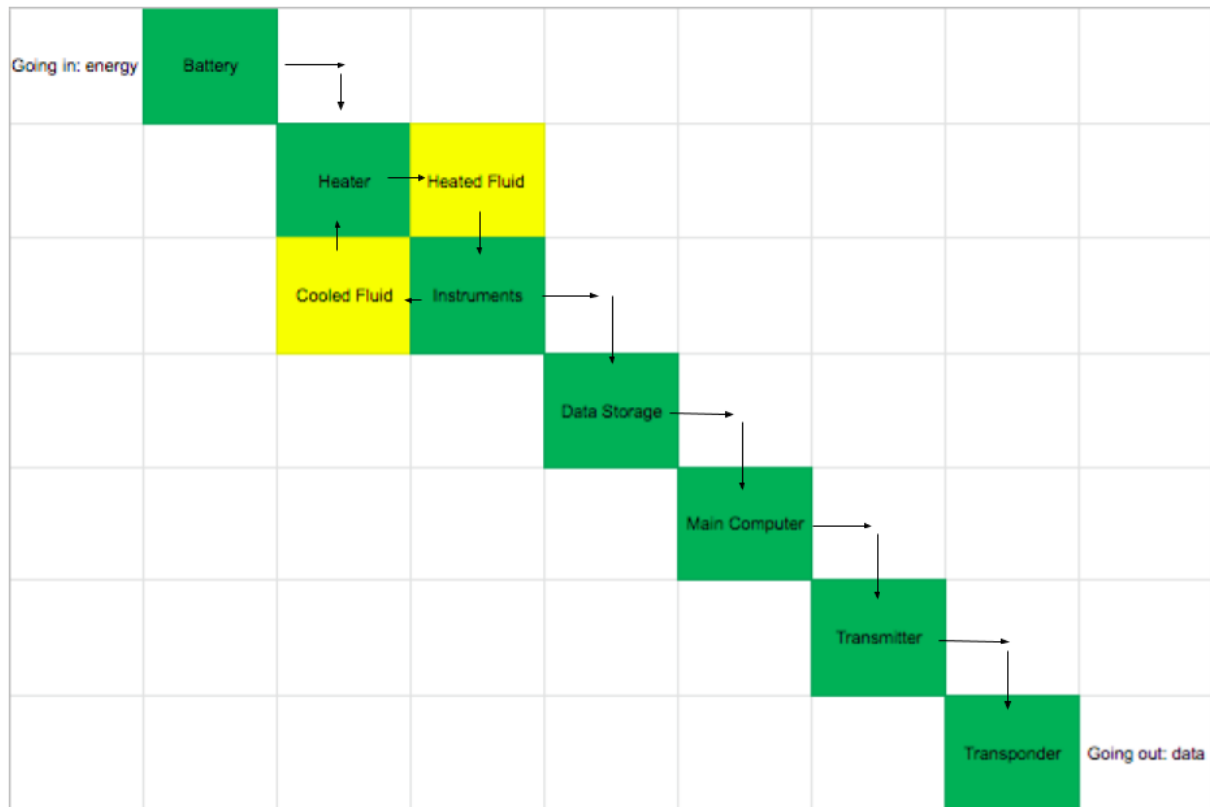 Going in: energy
Battery
Heater
Heated Fluid
Cooled Fluid
Instruments
Data Storage
Main Computer
Transmitter
Transponder
Going out: data